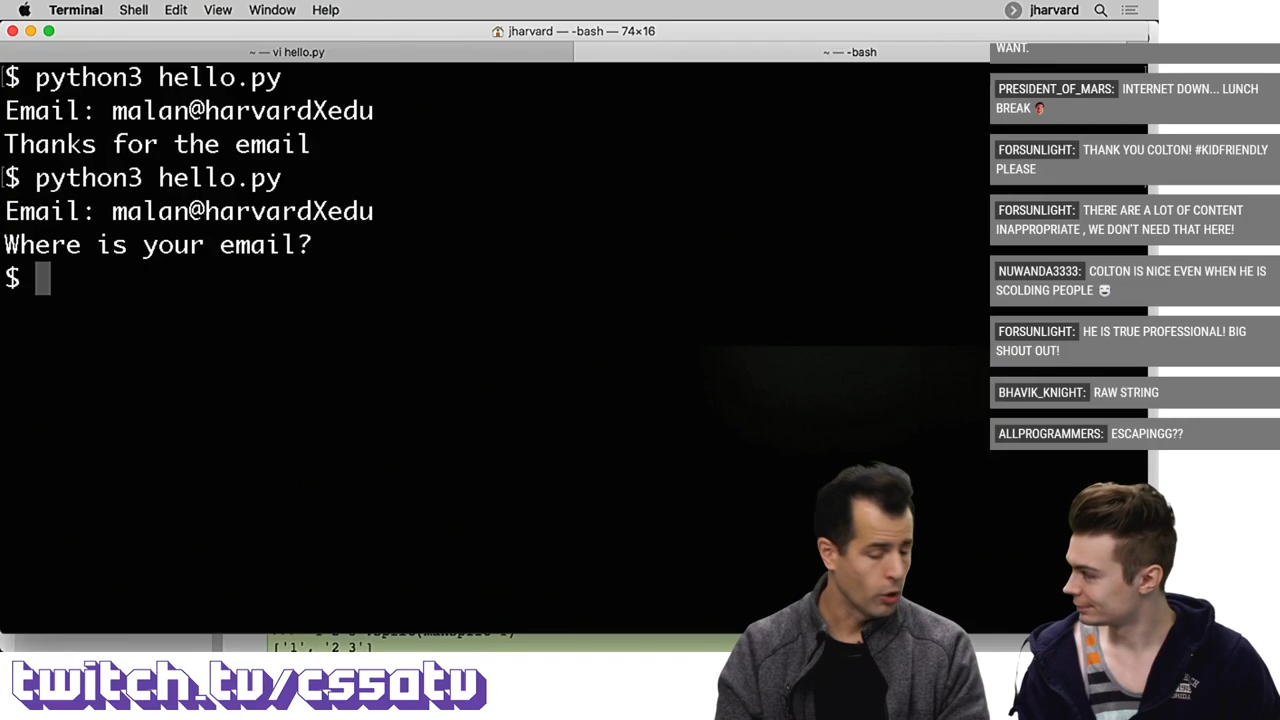 Terminal Shell Edit View Window Help
jharvard
jharvard — -bash — 74×16
~ — vi hello.py
~ — -bash
$ python3 hello.py
Email: malan@harvardXedu
Thanks for the email
$ python3 hello.py
Email: malan@harvardXedu
Where is your email?
$
WANT.
PRESIDENT_OF_MARS: INTERNET DOWN... LUNCH
BREAK
FORSUNLIGHT: THANK YOU COLTON! #KIDFRIENDLY
PLEASE
FORSUNLIGHT: THERE ARE A LOT OF CONTENT
INAPPROPRIATE , WE DON'T NEED THAT HERE!
NUWANDA3333: COLTON IS NICE EVEN WHEN HE IS
SCOLDING PEOPLE
FORSUNLIGHT: HE IS TRUE PROFESSIONAL! BIG
SHOUT OUT!
BHAVIK_KNIGHT: RAW STRING
ALLPROGRAMMERS: ESCAPINGG??
['1', '2 3']
twitch.tv/cs50tv